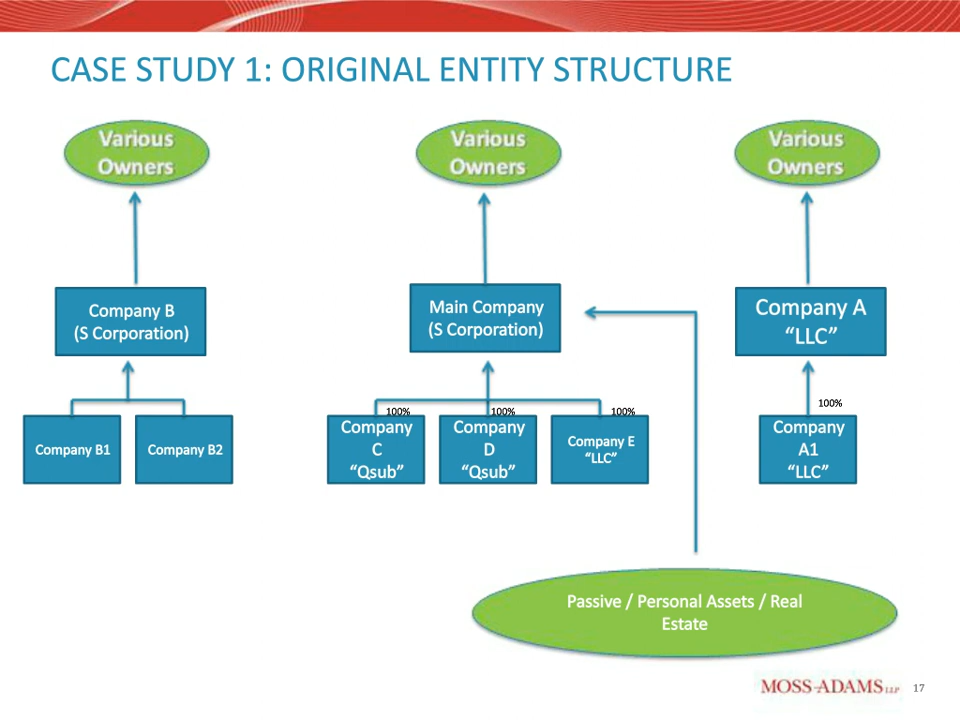 CASE STUDY 1: ORIGINAL ENTITY STRUCTURE
Various
Owners
Various
Owners
Various
Owners
Company B
(S Corporation)
Main Company
(S Corporation)
Company A
“LLC”
100%
100%
100%
100%
Company B1
Company B2
Company
C
“Qsub”
Company
D
“Qsub”
Company E
“LLC”
Company
A1
“LLC”
Passive / Personal Assets / Real
Estate
MOSS-ADAMS LLP
17